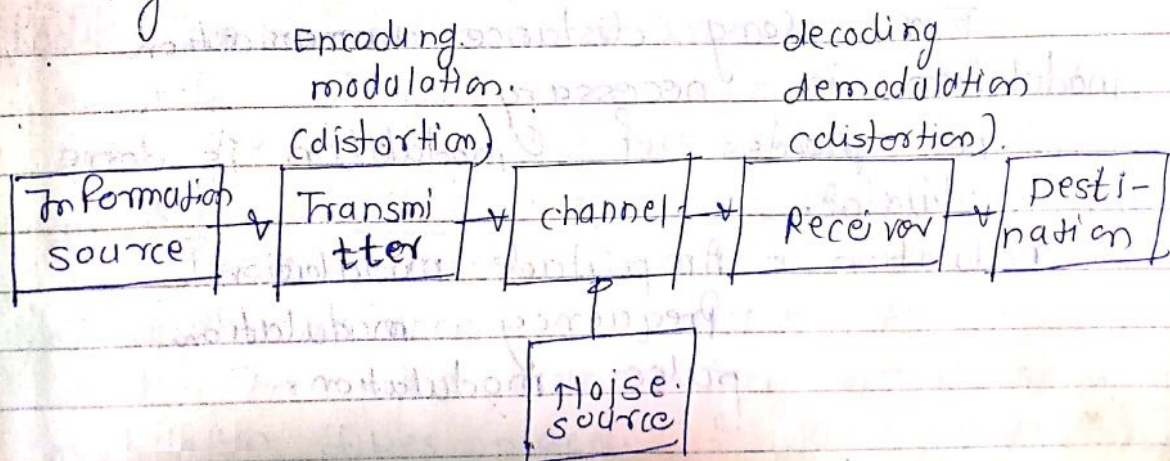 Encoding.
modulation.
(distortion)
decoding
demodulation
(distortion).
Information
source
Transmi
tter
channel
Receiver
Desti-
nation
Noise.
source